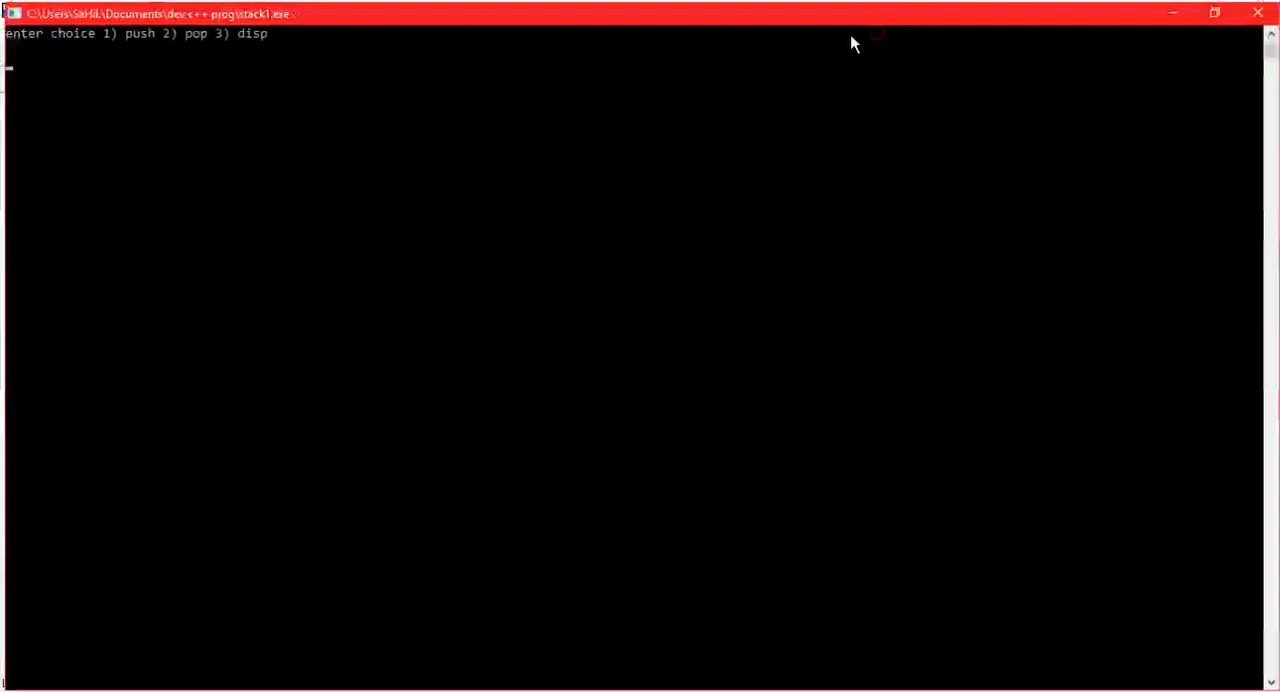 C:\Users\SaHiL\Documents\dev c++ prog\stack1.exe
enter choice 1) push 2) pop 3) disp